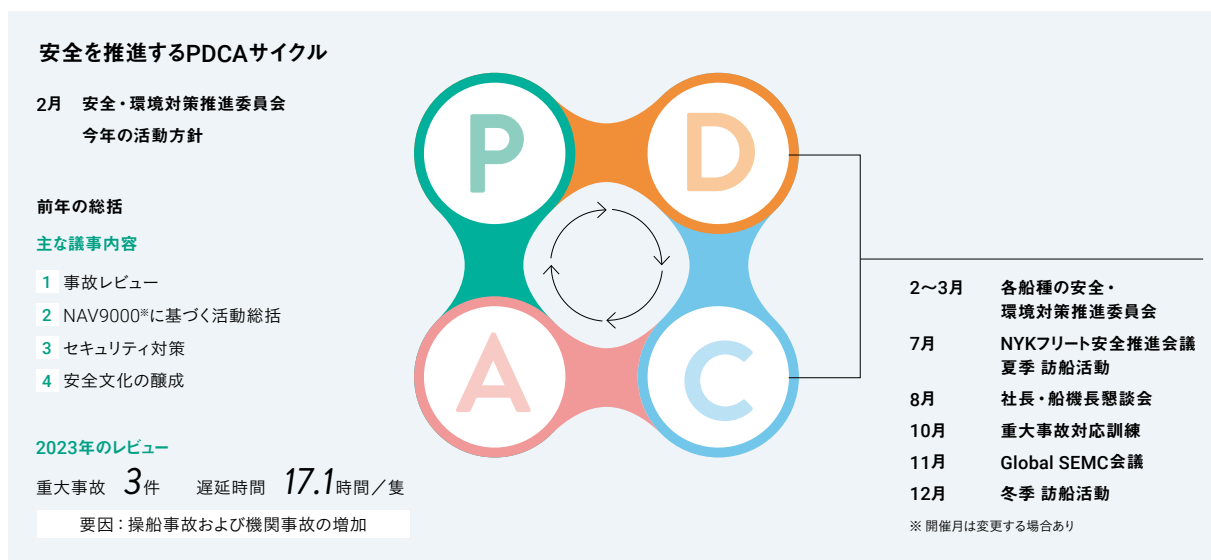 安全を推進するPDCAサイクル
2月 安全・環境対策推進委員会
今年の活動方針
前年の総括
主な議事内容
1 事故レビュー
2 NAV9000※に基づく活動総括
3 セキュリティ対策
4 安全文化の醸成
2023年のレビュー
重大事故 3件 遅延時間 17.1時間／隻
要因：操船事故および機関事故の増加
P
D
A
C
2～3月 各船種の安全・
環境対策推進委員会
7月 NYKフリート安全推進会議
夏季 訪船活動
8月 社長・船機長懇談会
10月 重大事故対応訓練
11月 Global SEMC会議
12月 冬季 訪船活動
※ 開催月は変更する場合あり